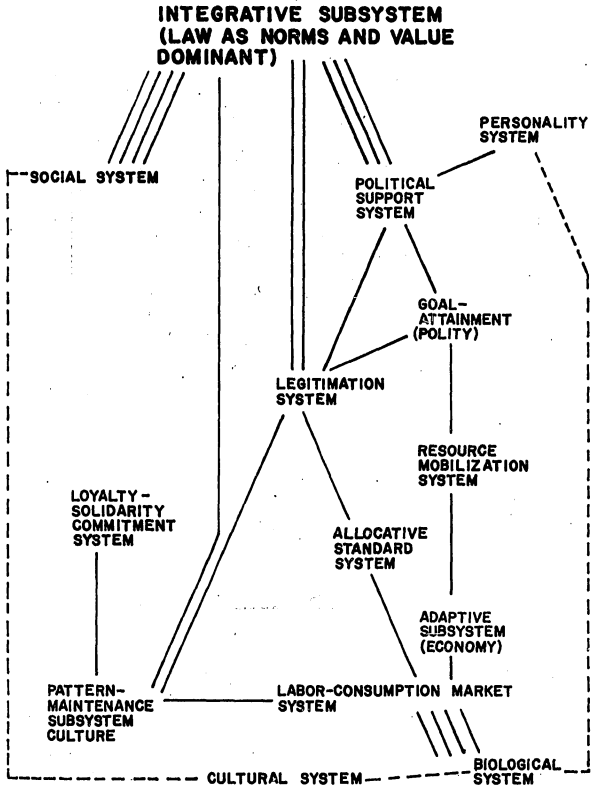 INTEGRATIVE SUBSYSTEM
(LAW AS NORMS AND VALUE
DOMINANT)
PERSONALITY
SYSTEM
SOCIAL SYSTEM
POLITICAL
SUPPORT
SYSTEM
GOAL-
ATTAINMENT
(POLITY)
LEGITIMATION
SYSTEM
RESOURCE
MOBILIZATION
SYSTEM
LOYALTY-
SOLIDARITY
COMMITMENT
SYSTEM
ALLOCATIVE
STANDARD
SYSTEM
ADAPTIVE
SUBSYSTEM
(ECONOMY)
PATTERN-
MAINTENANCE
SUBSYSTEM
CULTURE
LABOR-CONSUMPTION MARKET
SYSTEM
BIOLOGICAL
SYSTEM
CULTURAL SYSTEM